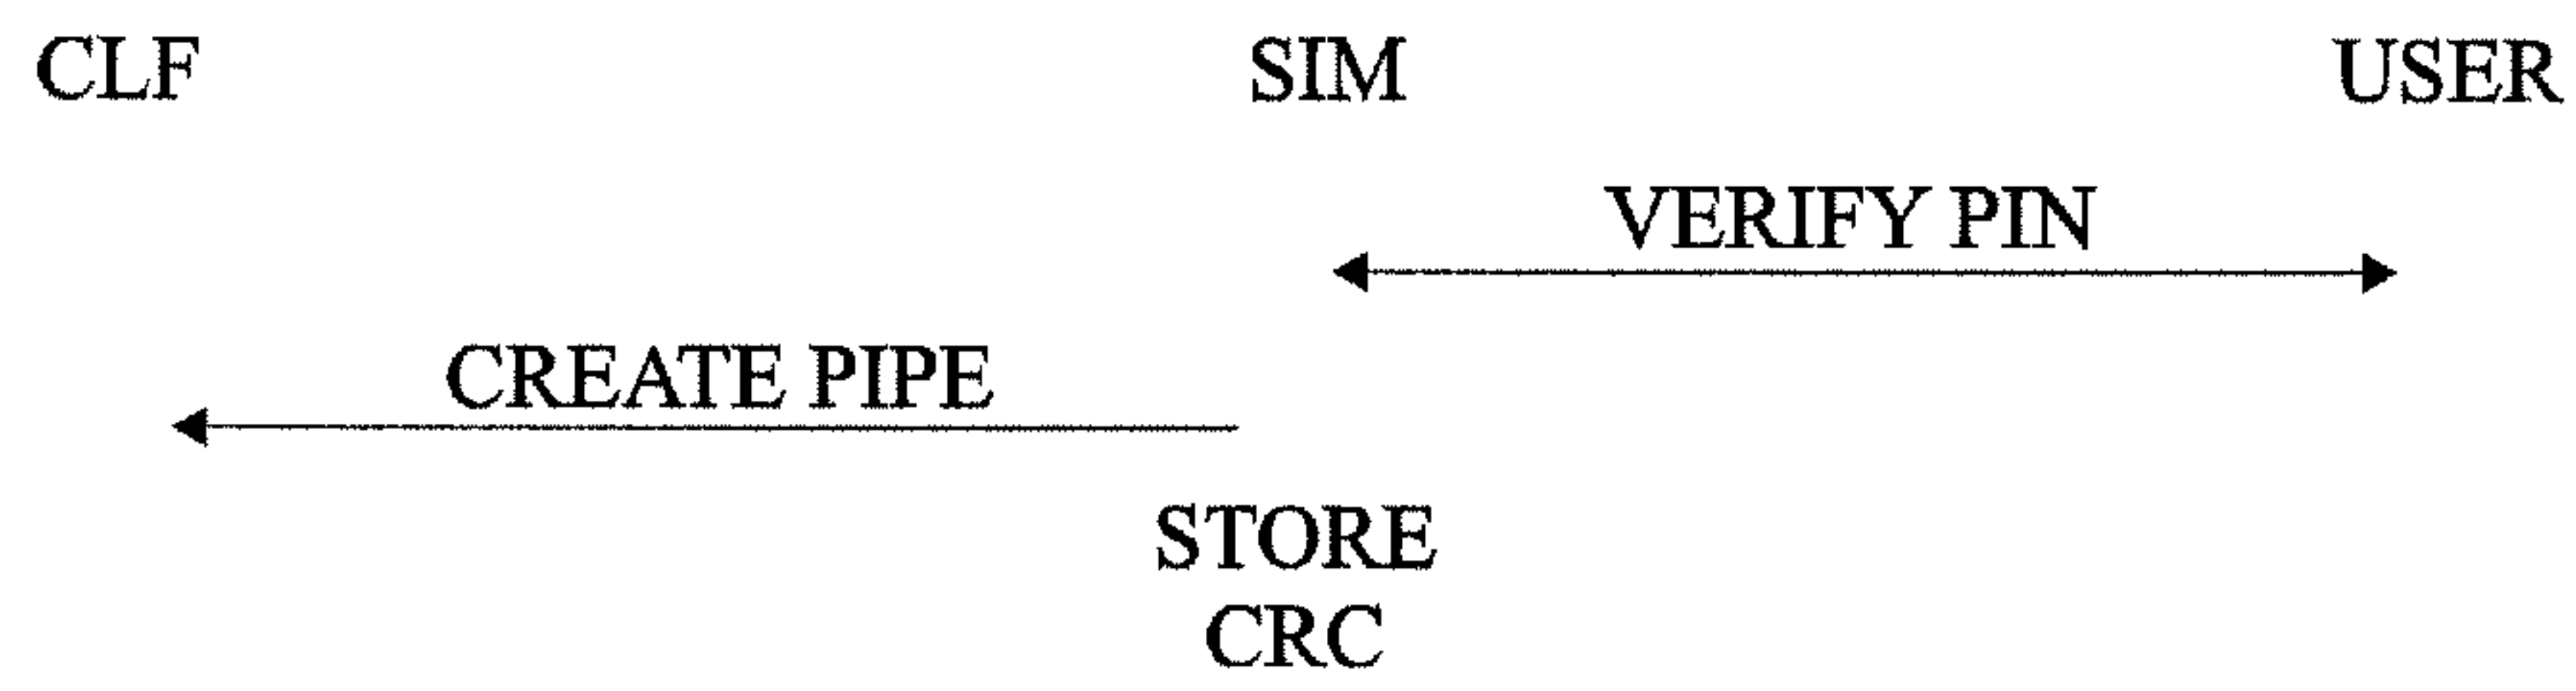 CLF SIM USER
VERIFY PIN
CREATE PIPE
STORE
CRC